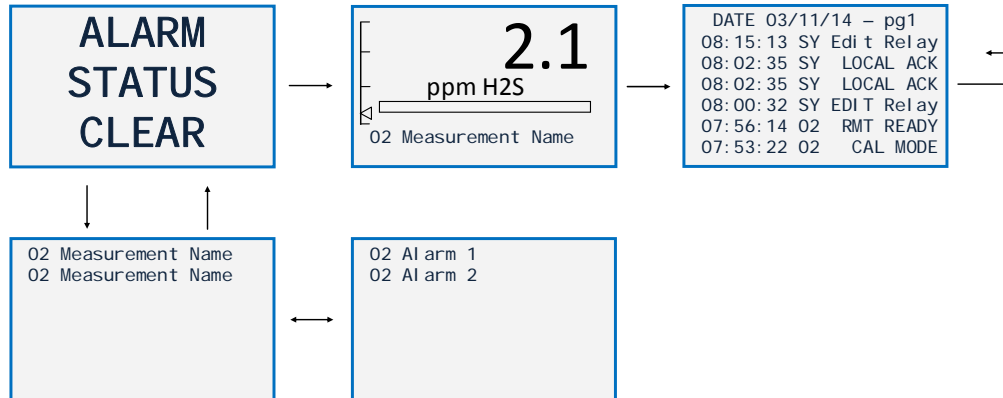 ALARM
STATUS
CLEAR
2.1
ppm H2S
02 Measurement Name
DATE 03/11/14 – pg1
08:15:13 SY Edit Relay
08:02:35 SY LOCAL ACK
08:02:35 SY LOCAL ACK
08:00:32 SY EDIT Relay
07:56:14 02 RMT READY
07:53:22 02 CAL MODE
02 Measurement Name
02 Measurement Name
02 Alarm 1
02 Alarm 2